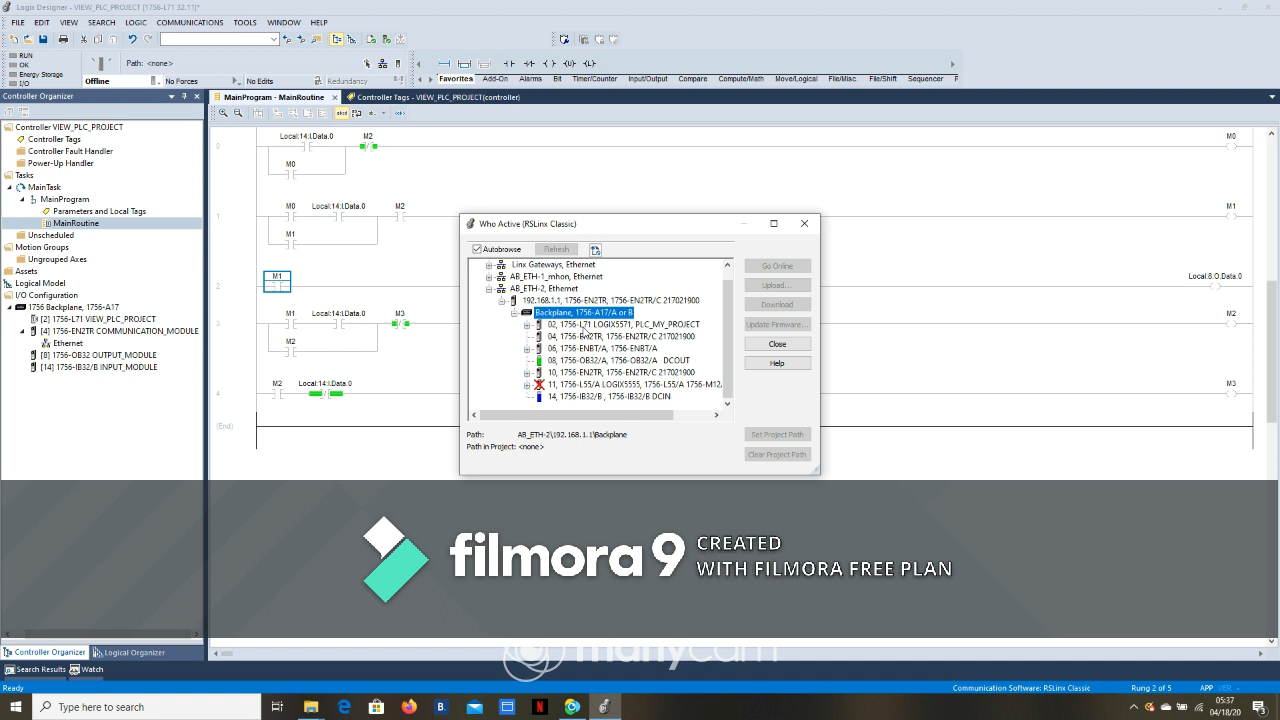 Logix Designer - VIEW_PLC_PROJECT [1756-L71 32.11]*
FILE EDIT VIEW SEARCH LOGIC COMMUNICATIONS TOOLS WINDOW HELP
RUN
OK
Energy Storage
I/O
Path: <none>
Offline No Forces No Edits Redundancy
Favorites Add-On Alarms Bit Timer/Counter Input/Output Compare Compute/Math Move/Logical File/Misc. File/Shift Sequencer
Controller Organizer
MainProgram - MainRoutine
Controller Tags - VIEW_PLC_PROJECT(controller)
Controller VIEW_PLC_PROJECT
Controller Tags
Controller Fault Handler
Power-Up Handler
Tasks
MainTask
MainProgram
Parameters and Local Tags
MainRoutine
Unscheduled
Motion Groups
Ungrouped Axes
Assets
Logical Model
I/O Configuration
1756 Backplane, 1756-A17
[2] 1756-L71 VIEW_PLC_PROJECT
[4] 1756-EN2TR COMMUNICATION_MODULE
Ethernet
[8] 1756-OB32 OUTPUT_MODULE
[14] 1756-IB32/B INPUT_MODULE
Local:14:I.Data.0 M2 M0
0
M0
M0 Local:14:I.Data.0 M2 M1
1
M1
M1 Local:8:O.Data.0
2
M1 Local:14:I.Data.0 M3 M2
3
M2
M2 Local:14:I.Data.0 M3
4
(End)
Who Active (RSLinx Classic)
Autobrowse Refresh
Linx Gateways, Ethernet
AB_ETH-1_mhon, Ethernet
AB_ETH-2, Ethernet
192.168.1.1, 1756-EN2TR, 1756-EN2TR/C 217021900
Backplane, 1756-A17/A or B
02, 1756-L71 LOGIX5571, PLC_MY_PROJECT
04, 1756-EN2TR, 1756-EN2TR/C 217021900
06, 1756-ENBT/A, 1756-ENBT/A
08, 1756-OB32/A, 1756-OB32/A DCOUT
10, 1756-EN2TR, 1756-EN2TR/C 217021900
11, 1756-L55/A LOGIX5555, 1756-L55/A 1756-M12,
14, 1756-IB32/B , 1756-IB32/B DCIN
Go Online
Upload...
Download
Update Firmware...
Close
Help
Set Project Path
Clear Project Path
Path: AB_ETH-2\192.168.1.1\Backplane
Path in Project: <none>
filmora 9 CREATED
WITH FILMORA FREE PLAN
manycam
Controller Organizer Logical Organizer
Search Results Watch
Ready Communication Software: RSLinx Classic Rung 2 of 5 APP VER
Type here to search
05:37
04/18/20